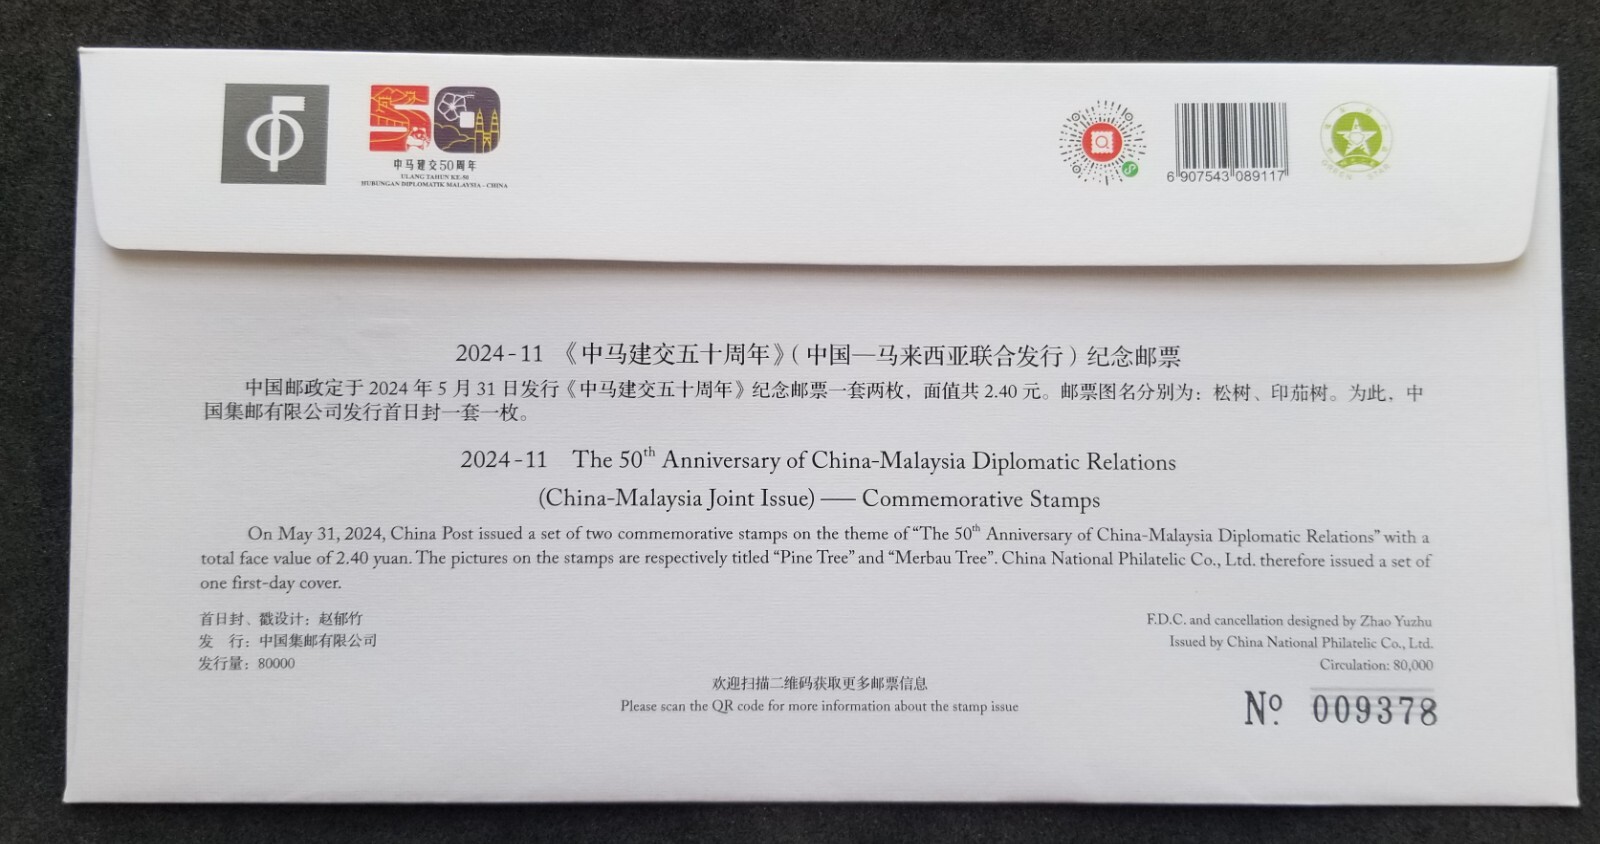 中马建交50周年
ULANG TAHUN KE-50
HUBUNGAN DIPLOMATIK MALAYSIA - CHINA
6 907543 089117
2024-11 《中马建交五十周年》（中国—马来西亚联合发行）纪念邮票
中国邮政定于 2024 年 5 月 31 日发行《中马建交五十周年》纪念邮票一套两枚，面值共 2.40 元。邮票图名分别为：松树、印茄树。为此，中
国集邮有限公司发行首日封一套一枚。
2024-11 The 50th Anniversary of China-Malaysia Diplomatic Relations
(China-Malaysia Joint Issue) —— Commemorative Stamps
On May 31, 2024, China Post issued a set of two commemorative stamps on the theme of “The 50th Anniversary of China-Malaysia Diplomatic Relations” with a
total face value of 2.40 yuan. The pictures on the stamps are respectively titled “Pine Tree” and “Merbau Tree”. China National Philatelic Co., Ltd. therefore issued a set of
one first-day cover.
首日封、戳设计：赵郁竹
发 行：中国集邮有限公司
发行量：80000
F.D.C. and cancellation designed by Zhao Yuzhu
Issued by China National Philatelic Co., Ltd.
Circulation: 80,000
欢迎扫描二维码获取更多邮票信息
Please scan the QR code for more information about the stamp issue
Nº 009378